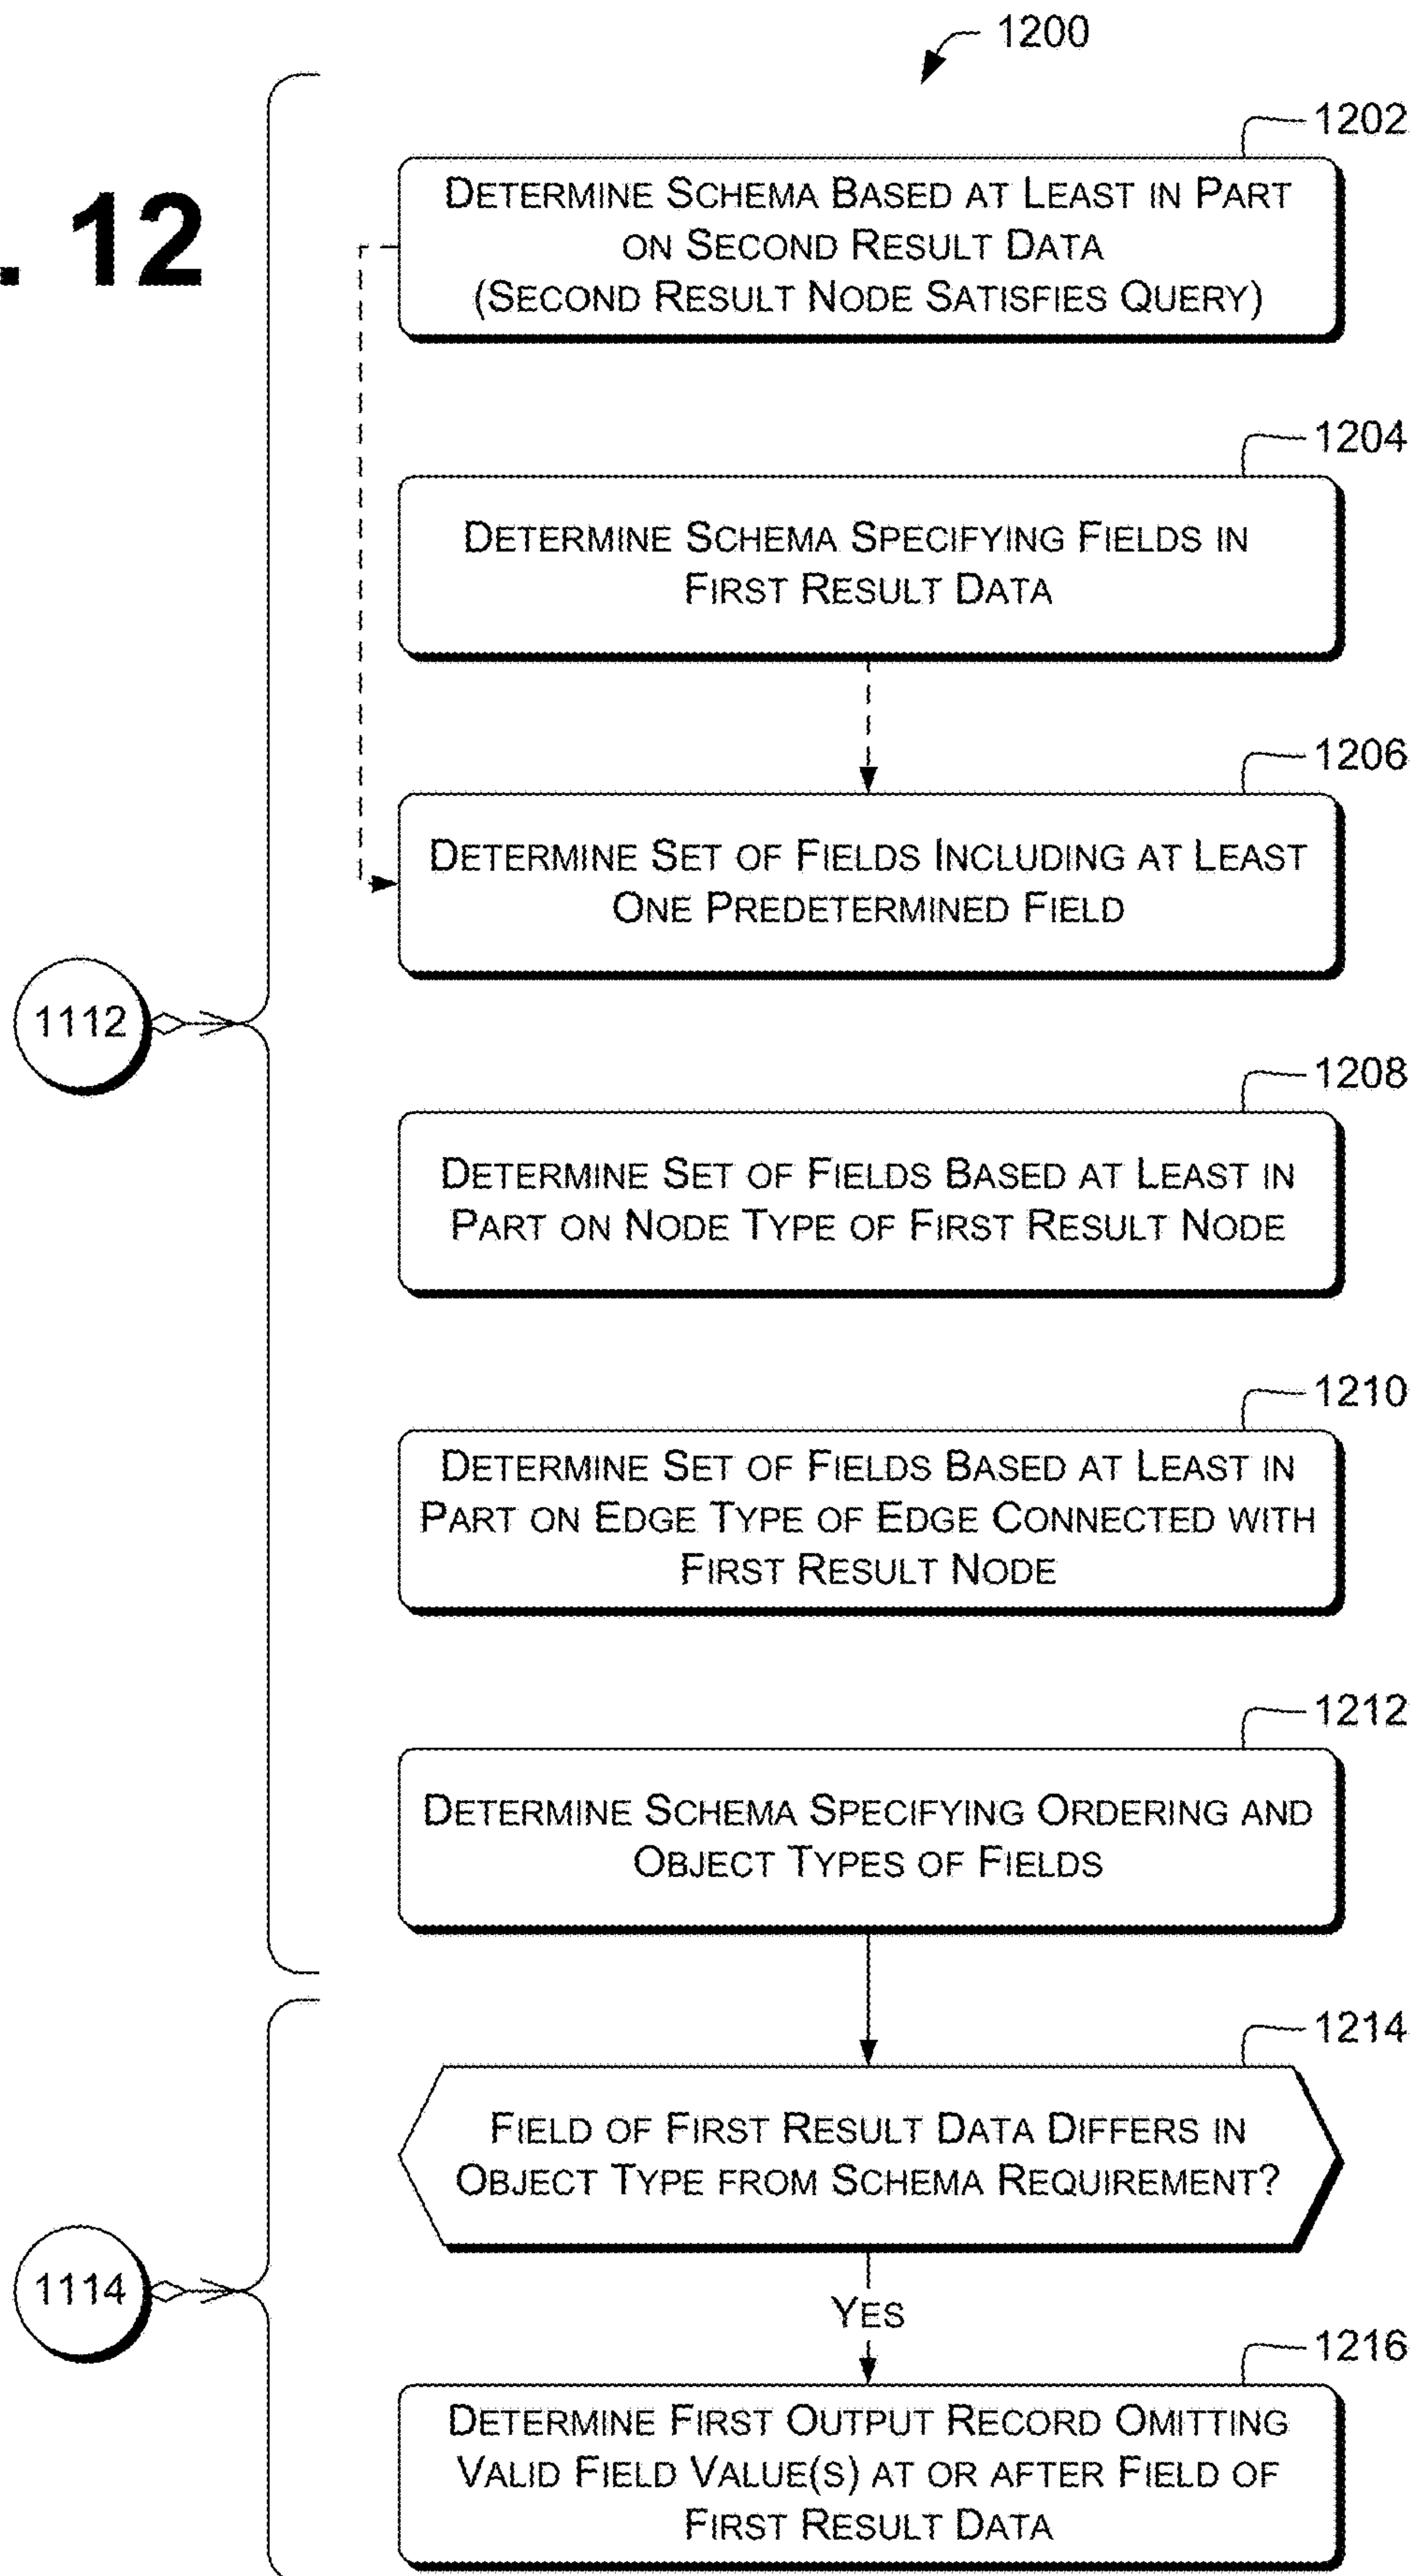 1200
. 12
1202
DETERMINE SCHEMA BASED AT LEAST IN PART
ON SECOND RESULT DATA
(SECOND RESULT NODE SATISFIES QUERY)
1204
DETERMINE SCHEMA SPECIFYING FIELDS IN
FIRST RESULT DATA
1206
DETERMINE SET OF FIELDS INCLUDING AT LEAST
ONE PREDETERMINED FIELD
1112
1208
DETERMINE SET OF FIELDS BASED AT LEAST IN
PART ON NODE TYPE OF FIRST RESULT NODE
1210
DETERMINE SET OF FIELDS BASED AT LEAST IN
PART ON EDGE TYPE OF EDGE CONNECTED WITH
FIRST RESULT NODE
1212
DETERMINE SCHEMA SPECIFYING ORDERING AND
OBJECT TYPES OF FIELDS
1214
FIELD OF FIRST RESULT DATA DIFFERS IN
OBJECT TYPE FROM SCHEMA REQUIREMENT?
1114
YES
1216
DETERMINE FIRST OUTPUT RECORD OMITTING
VALID FIELD VALUE(S) AT OR AFTER FIELD OF
FIRST RESULT DATA